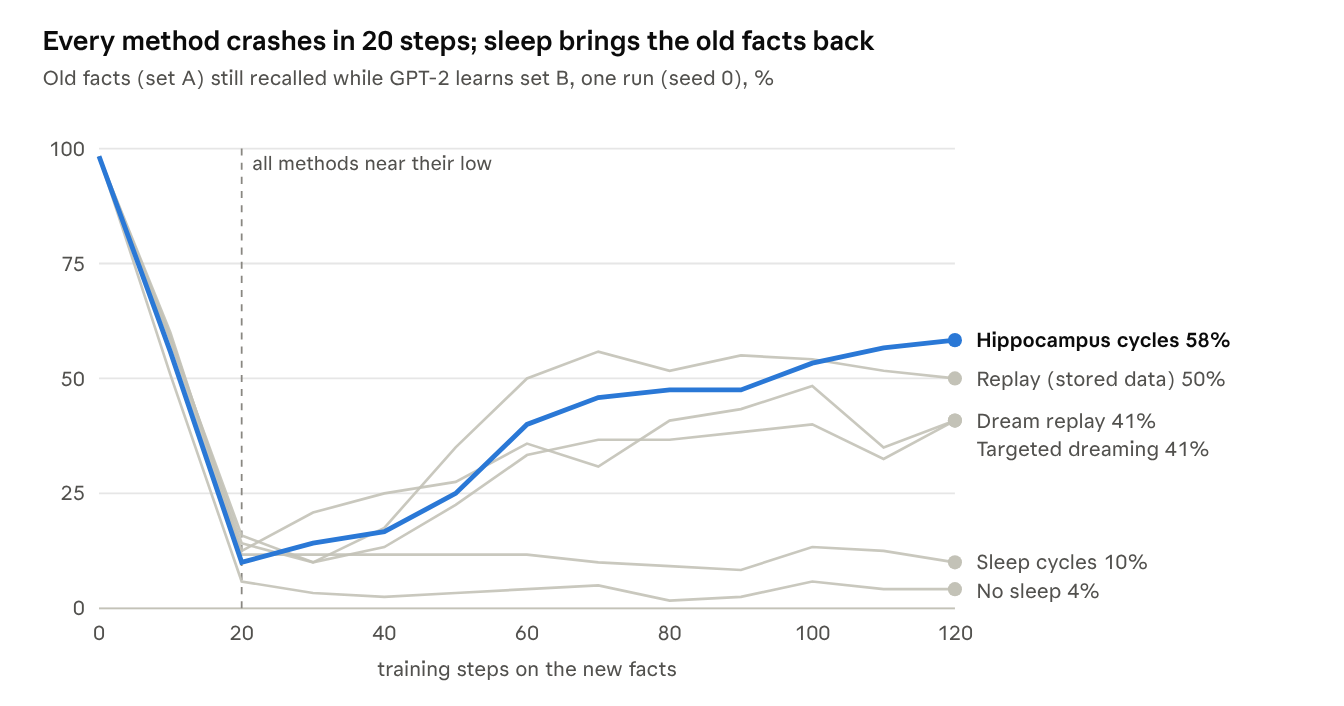 Every method crashes in 20 steps; sleep brings the old facts back
Old facts (set A) still recalled while GPT-2 learns set B, one run (seed 0), %
100
all methods near their low
75
Hippocampus cycles 58%
50
Replay (stored data) 50%
Dream replay 41%
Targeted dreaming 41%
25
Sleep cycles 10%
No sleep 4%
0
0 20 40 60 80 100 120
training steps on the new facts